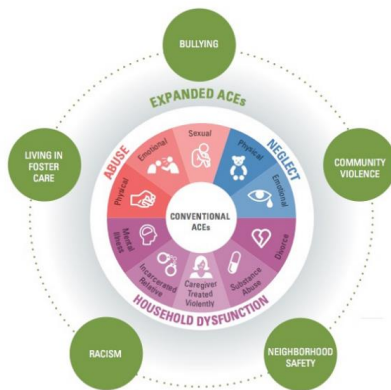 BULLYING
EXPANDED ACEs
LIVING IN
FOSTER
CARE
COMMUNITY
VIOLENCE
ABUSE
Physical
Emotional
Sexual
NEGLECT
Physical
Emotional
CONVENTIONAL
ACEs
Mental
Illness
Incarcerated
Relative
Caregiver
Treated
Violently
Substance
Abuse
Divorce
HOUSEHOLD DYSFUNCTION
RACISM
NEIGHBORHOOD
SAFETY